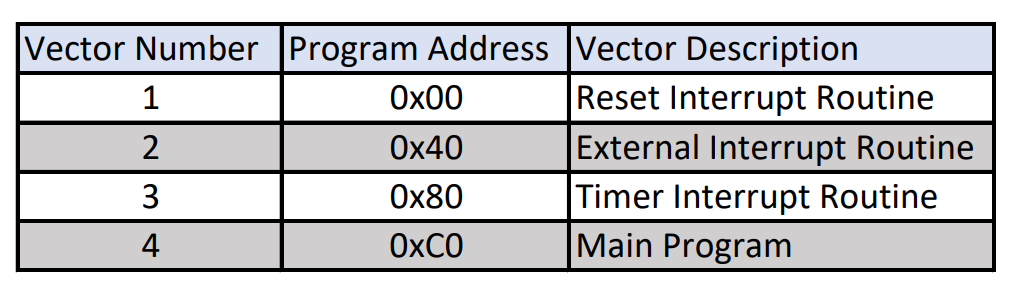 Vector Number Program Address Vector Description
1 0x00 Reset Interrupt Routine
2 0x40 External Interrupt Routine
3 0x80 Timer Interrupt Routine
4 0xC0 Main Program